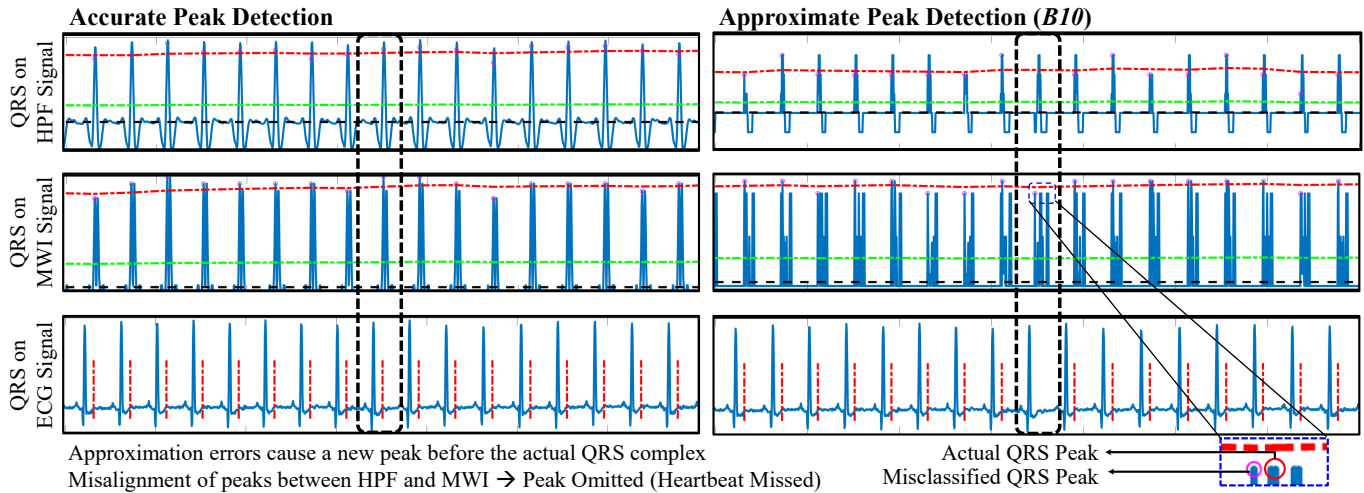 Accurate Peak Detection
Approximate Peak Detection (B10)
QRS on
HPF Signal
QRS on
MWI Signal
QRS on
ECG Signal
Approximation errors cause a new peak before the actual QRS complex
Misalignment of peaks between HPF and MWI → Peak Omitted (Heartbeat Missed)
Actual QRS Peak
Misclassified QRS Peak